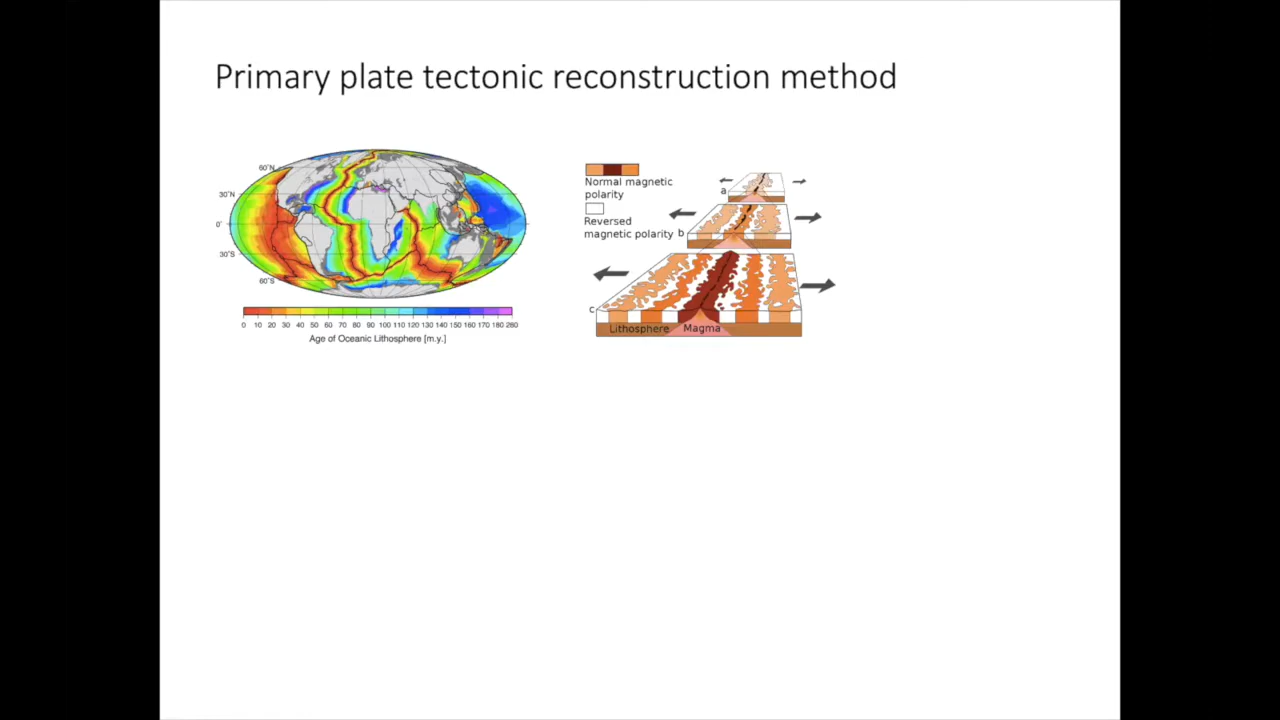 Primary plate tectonic reconstruction method
60˚N
30˚N
0˚
30˚S
60˚S
0 10 20 30 40 50 60 70 80 90 100 110 120 130 140 150 160 170 180 280
Age of Oceanic Lithosphere [m.y.]
Normal magnetic
polarity
Reversed
magnetic polarity
a
b
c
Lithosphere Magma